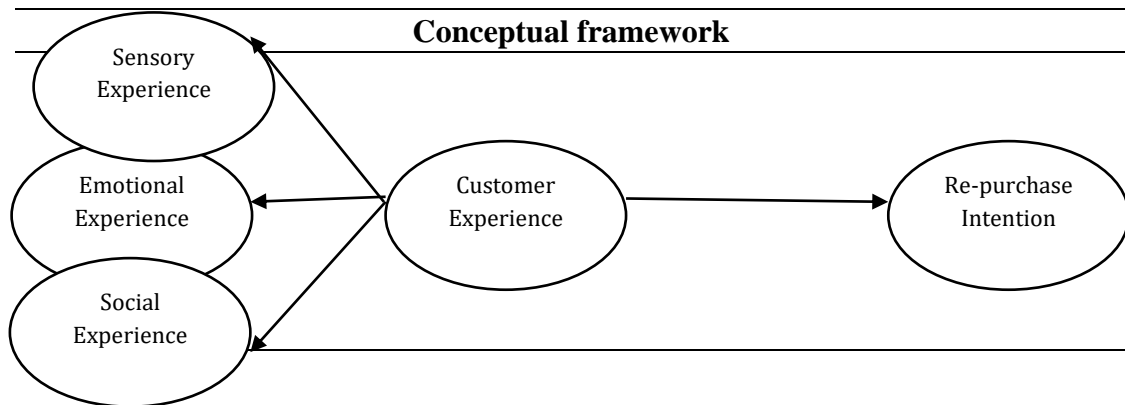 Conceptual framework
Sensory
Experience
Emotional
Experience
Social
Experience
Customer
Experience
Re-purchase
Intention